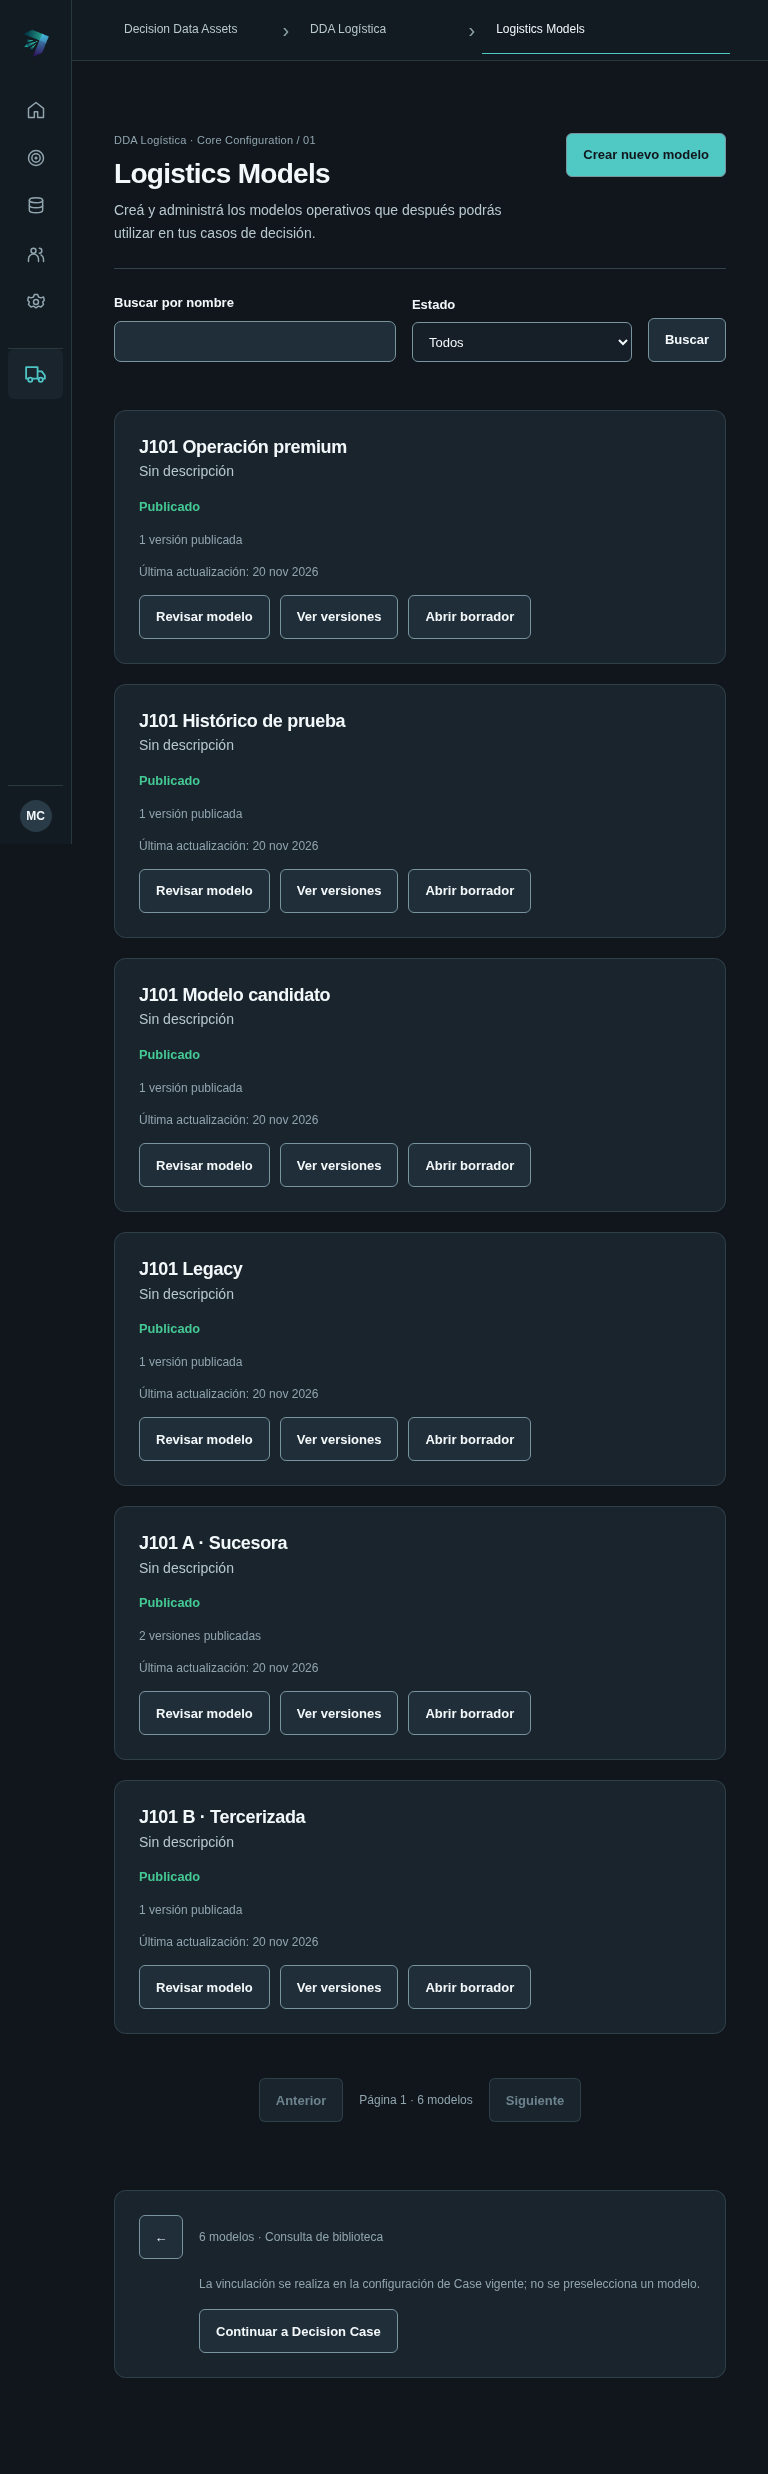 Decision Data Assets › DDA Logística › Logistics Models
DDA Logística · Core Configuration / 01
Logistics Models
Crear nuevo modelo
Creá y administrá los modelos operativos que después podrás
utilizar en tus casos de decisión.
Buscar por nombre
Estado
Todos
Buscar
J101 Operación premium
Sin descripción
Publicado
1 versión publicada
Última actualización: 20 nov 2026
Revisar modelo Ver versiones Abrir borrador
J101 Histórico de prueba
Sin descripción
Publicado
1 versión publicada
Última actualización: 20 nov 2026
Revisar modelo Ver versiones Abrir borrador
MC
J101 Modelo candidato
Sin descripción
Publicado
1 versión publicada
Última actualización: 20 nov 2026
Revisar modelo Ver versiones Abrir borrador
J101 Legacy
Sin descripción
Publicado
1 versión publicada
Última actualización: 20 nov 2026
Revisar modelo Ver versiones Abrir borrador
J101 A · Sucesora
Sin descripción
Publicado
2 versiones publicadas
Última actualización: 20 nov 2026
Revisar modelo Ver versiones Abrir borrador
J101 B · Tercerizada
Sin descripción
Publicado
1 versión publicada
Última actualización: 20 nov 2026
Revisar modelo Ver versiones Abrir borrador
Anterior Página 1 · 6 modelos Siguiente
← 6 modelos · Consulta de biblioteca
La vinculación se realiza en la configuración de Case vigente; no se preselecciona un modelo.
Continuar a Decision Case